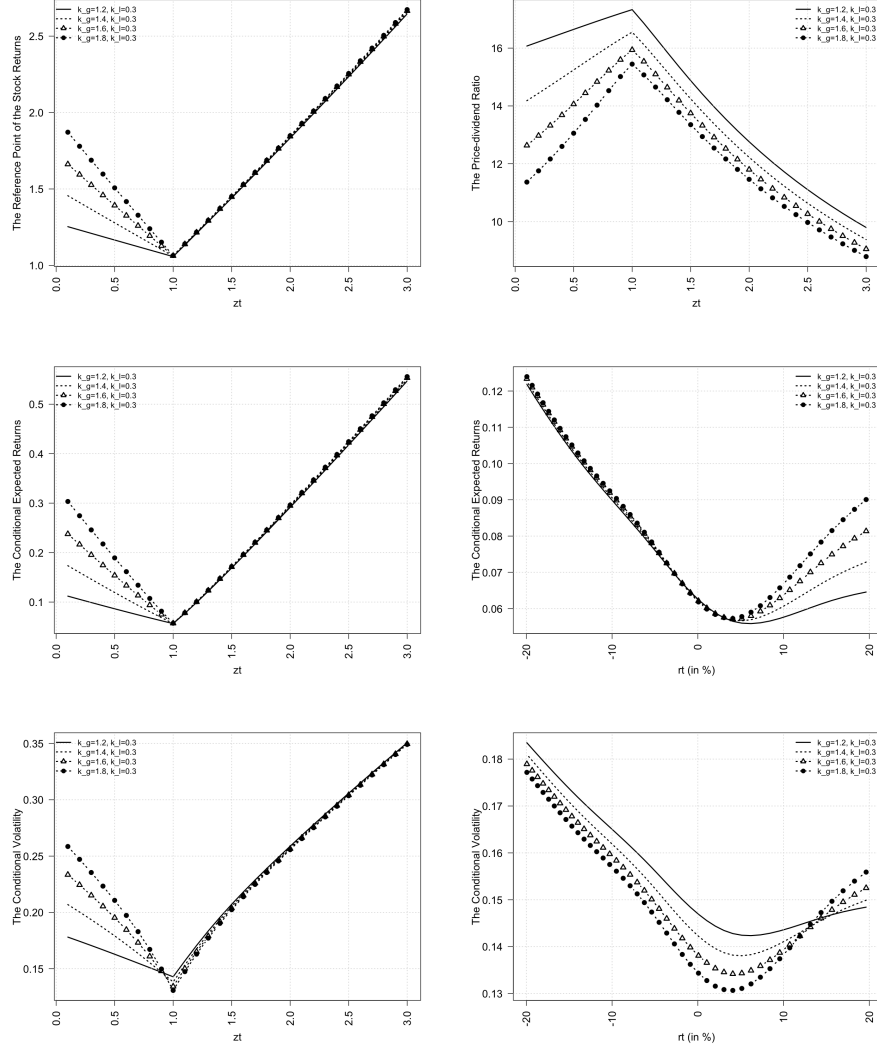 The Reference Point of the Stock Returns
k_g=1.2, k_l=0.3
k_g=1.4, k_l=0.3
k_g=1.6, k_l=0.3
k_g=1.8, k_l=0.3
2.5
2.0
1.5
1.0
0.0
0.5
1.0
1.5
2.0
2.5
3.0
zt
The Price-dividend Ratio
k_g=1.2, k_l=0.3
k_g=1.4, k_l=0.3
k_g=1.6, k_l=0.3
k_g=1.8, k_l=0.3
16
14
12
10
0.0
0.5
1.0
1.5
2.0
2.5
3.0
zt
The Conditional Expected Returns
k_g=1.2, k_l=0.3
k_g=1.4, k_l=0.3
k_g=1.6, k_l=0.3
k_g=1.8, k_l=0.3
0.5
0.4
0.3
0.2
0.1
0.0
0.5
1.0
1.5
2.0
2.5
3.0
zt
The Conditional Expected Returns
k_g=1.2, k_l=0.3
k_g=1.4, k_l=0.3
k_g=1.6, k_l=0.3
k_g=1.8, k_l=0.3
0.12
0.11
0.10
0.09
0.08
0.07
0.06
-20
-10
0
10
20
rt (in %)
The Conditional Volatility
k_g=1.2, k_l=0.3
k_g=1.4, k_l=0.3
k_g=1.6, k_l=0.3
k_g=1.8, k_l=0.3
0.35
0.30
0.25
0.20
0.15
0.0
0.5
1.0
1.5
2.0
2.5
3.0
zt
The Conditional Volatility
k_g=1.2, k_l=0.3
k_g=1.4, k_l=0.3
k_g=1.6, k_l=0.3
k_g=1.8, k_l=0.3
0.18
0.17
0.16
0.15
0.14
0.13
-20
-10
0
10
20
rt (in %)